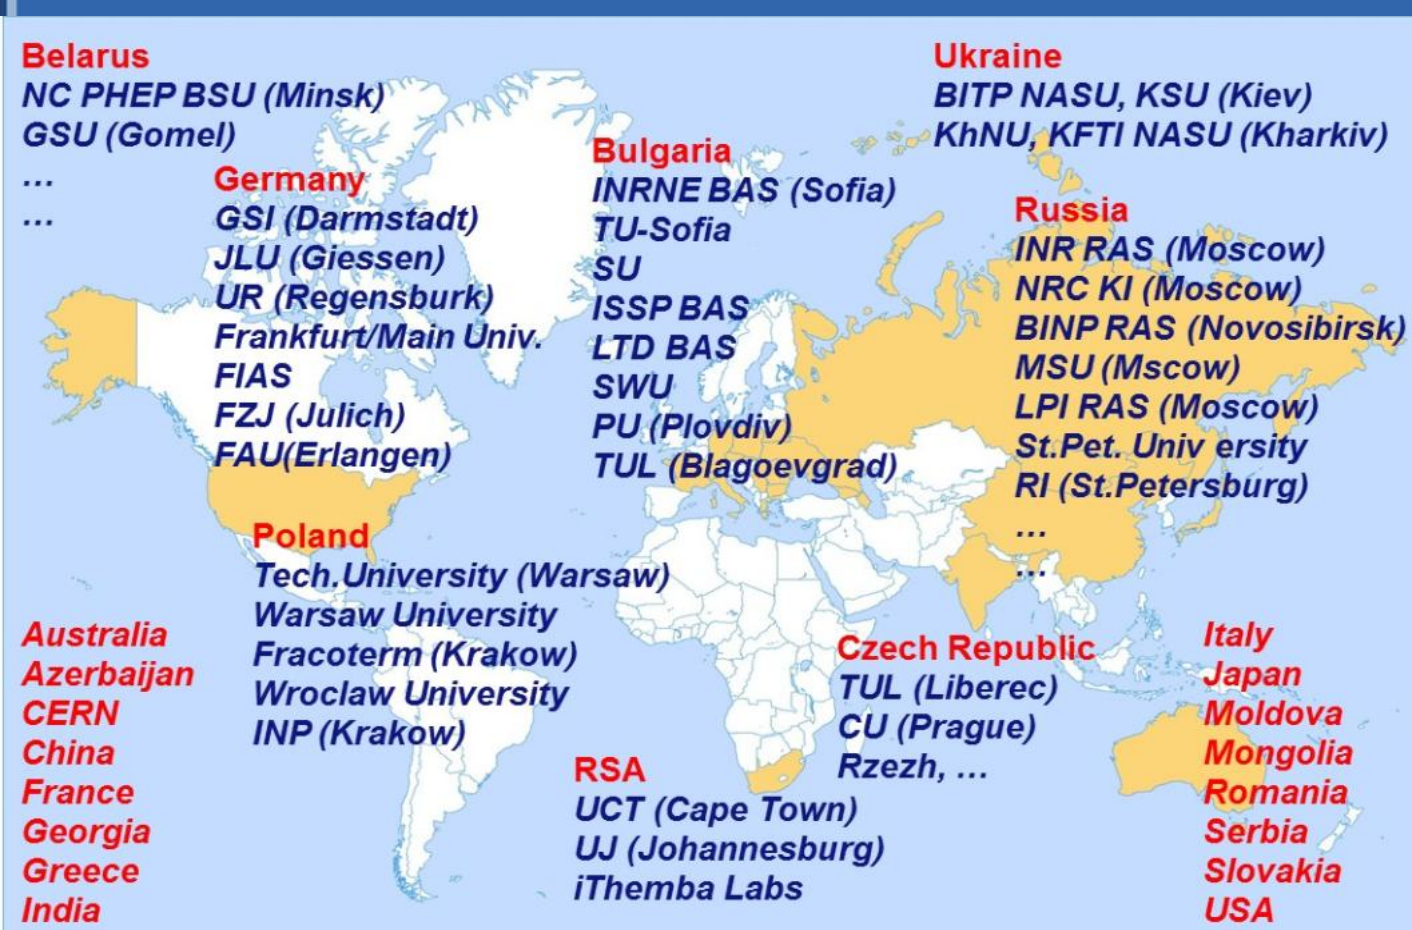 Belarus
NC PHEP BSU (Minsk)
GSU (Gomel)
...
...
Germany
GSI (Darmstadt)
JLU (Giessen)
UR (Regensburk)
Frankfurt/Main Univ.
FIAS
FZJ (Julich)
FAU(Erlangen)
Bulgaria
INRNE BAS (Sofia)
TU-Sofia
SU
ISSP BAS
LTD BAS
SWU
PU (Plovdiv)
TUL (Blagoevgrad)
Ukraine
BITP NASU, KSU (Kiev)
KhNU, KFTI NASU (Kharkiv)
Russia
INR RAS (Moscow)
NRC KI (Moscow)
BINP RAS (Novosibirsk)
MSU (Mscow)
LPI RAS (Moscow)
St.Pet. Univ ersity
RI (St.Petersburg)
...
...
Poland
Tech.University (Warsaw)
Warsaw University
Fracoterm (Krakow)
Wroclaw University
INP (Krakow)
Australia
Azerbaijan
CERN
China
France
Georgia
Greece
India
RSA
UCT (Cape Town)
UJ (Johannesburg)
iThemba Labs
Czech Republic
TUL (Liberec)
CU (Prague)
Rzezh, ...
Italy
Japan
Moldova
Mongolia
Romania
Serbia
Slovakia
USA